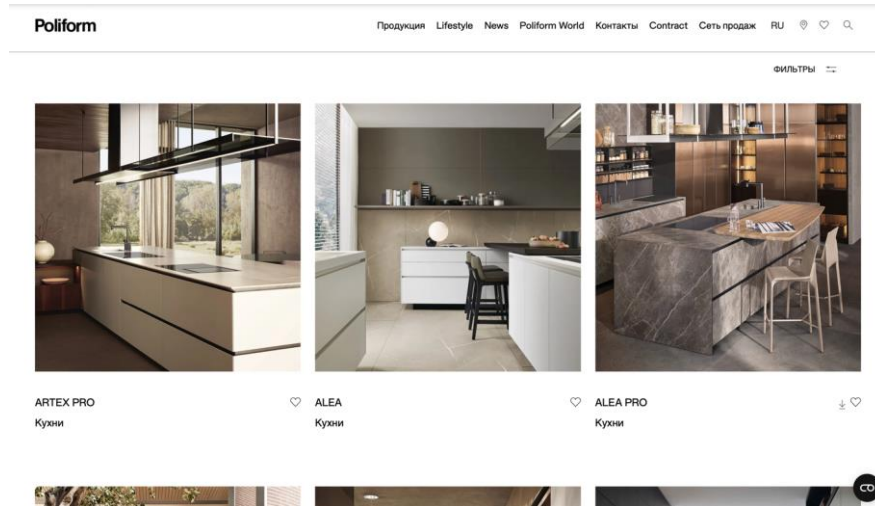 Poliform
Продукция Lifestyle News Poliform World Контакты Contract Сеть продаж RU
ФИЛЬТРЫ
ARTEX PRO
Кухни
ALEA
Кухни
ALEA PRO
Кухни